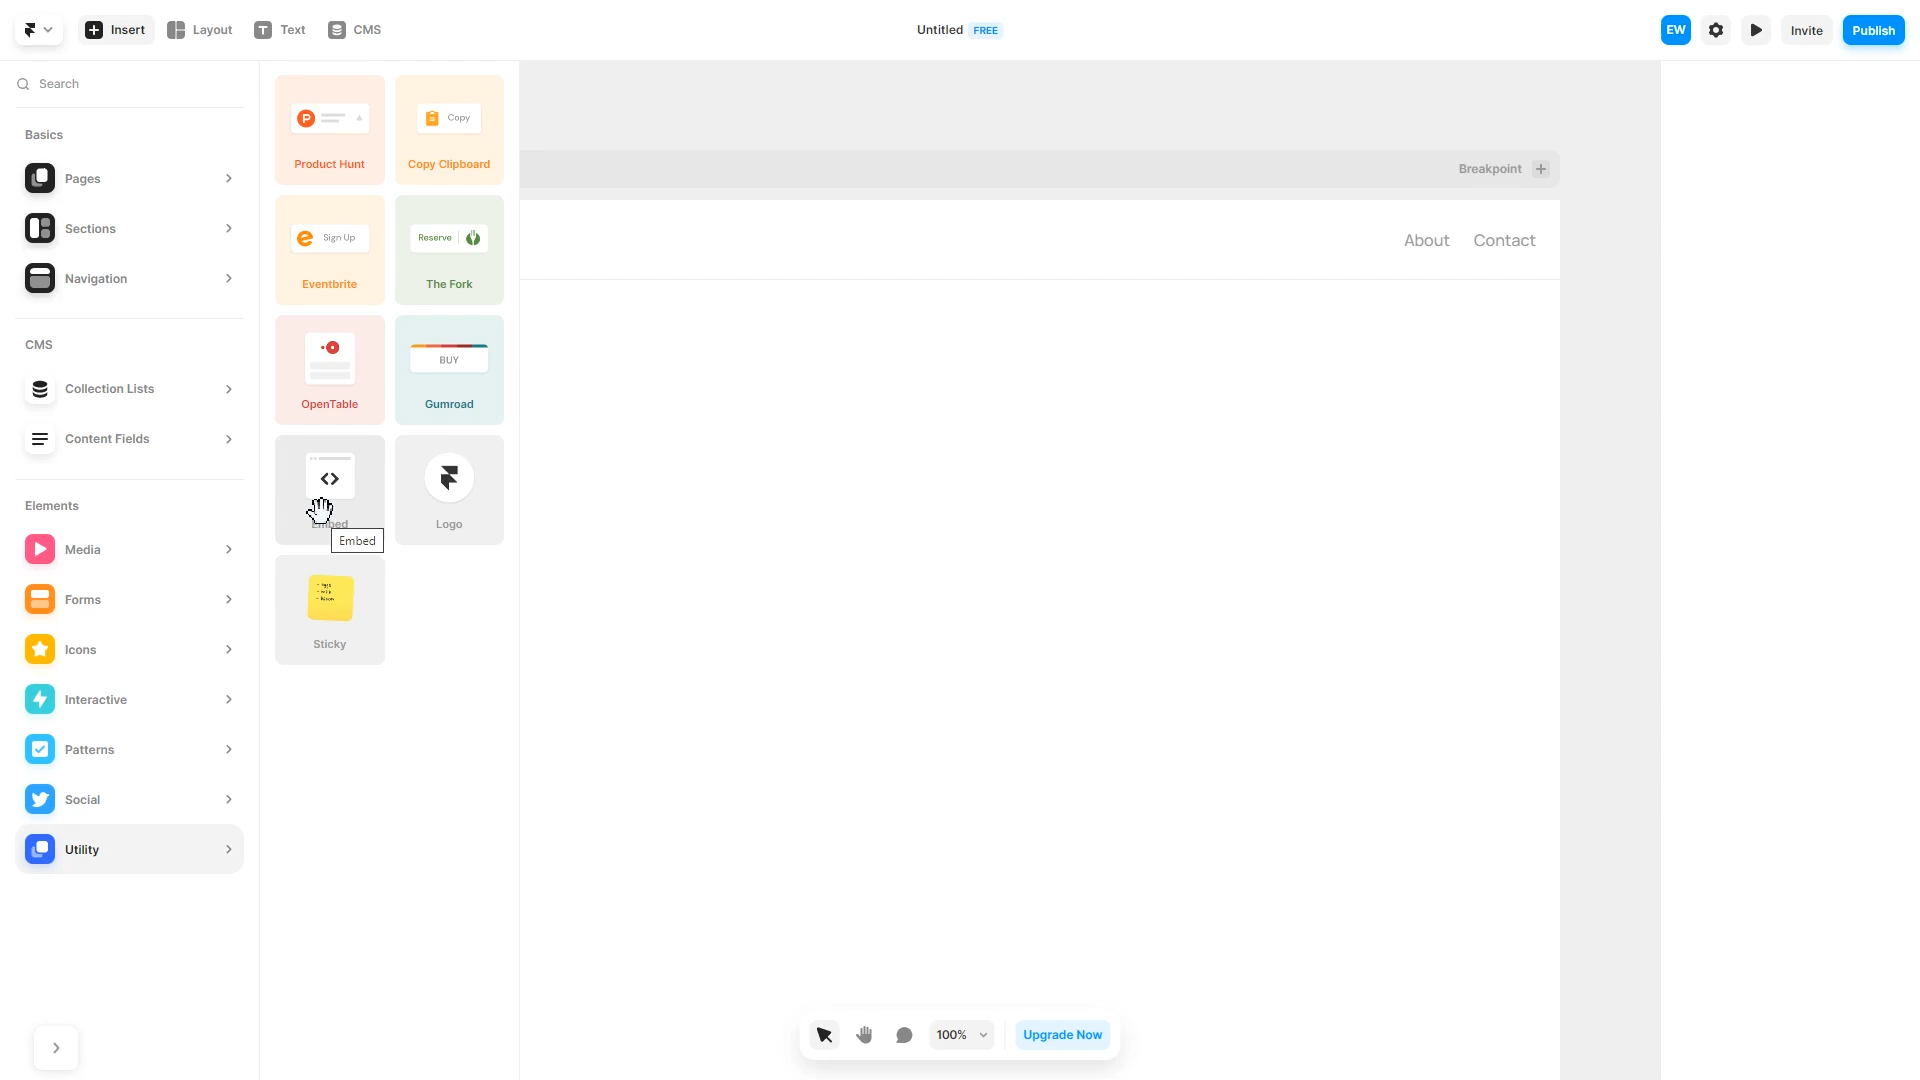 Insert
Layout
Text
CMS
Untitled FREE
EW
Invite
Publish
Search
Basics
Pages
Sections
Navigation
CMS
Collection Lists
Content Fields
Elements
Media
Forms
Icons
Interactive
Patterns
Social
Utility
P
Product Hunt
Copy
Copy Clipboard
Sign Up
Eventbrite
Reserve
The Fork
OpenTable
BUY
Gumroad
Embed
Embed
Logo
Sticky
Breakpoint
About
Contact
100%
Upgrade Now